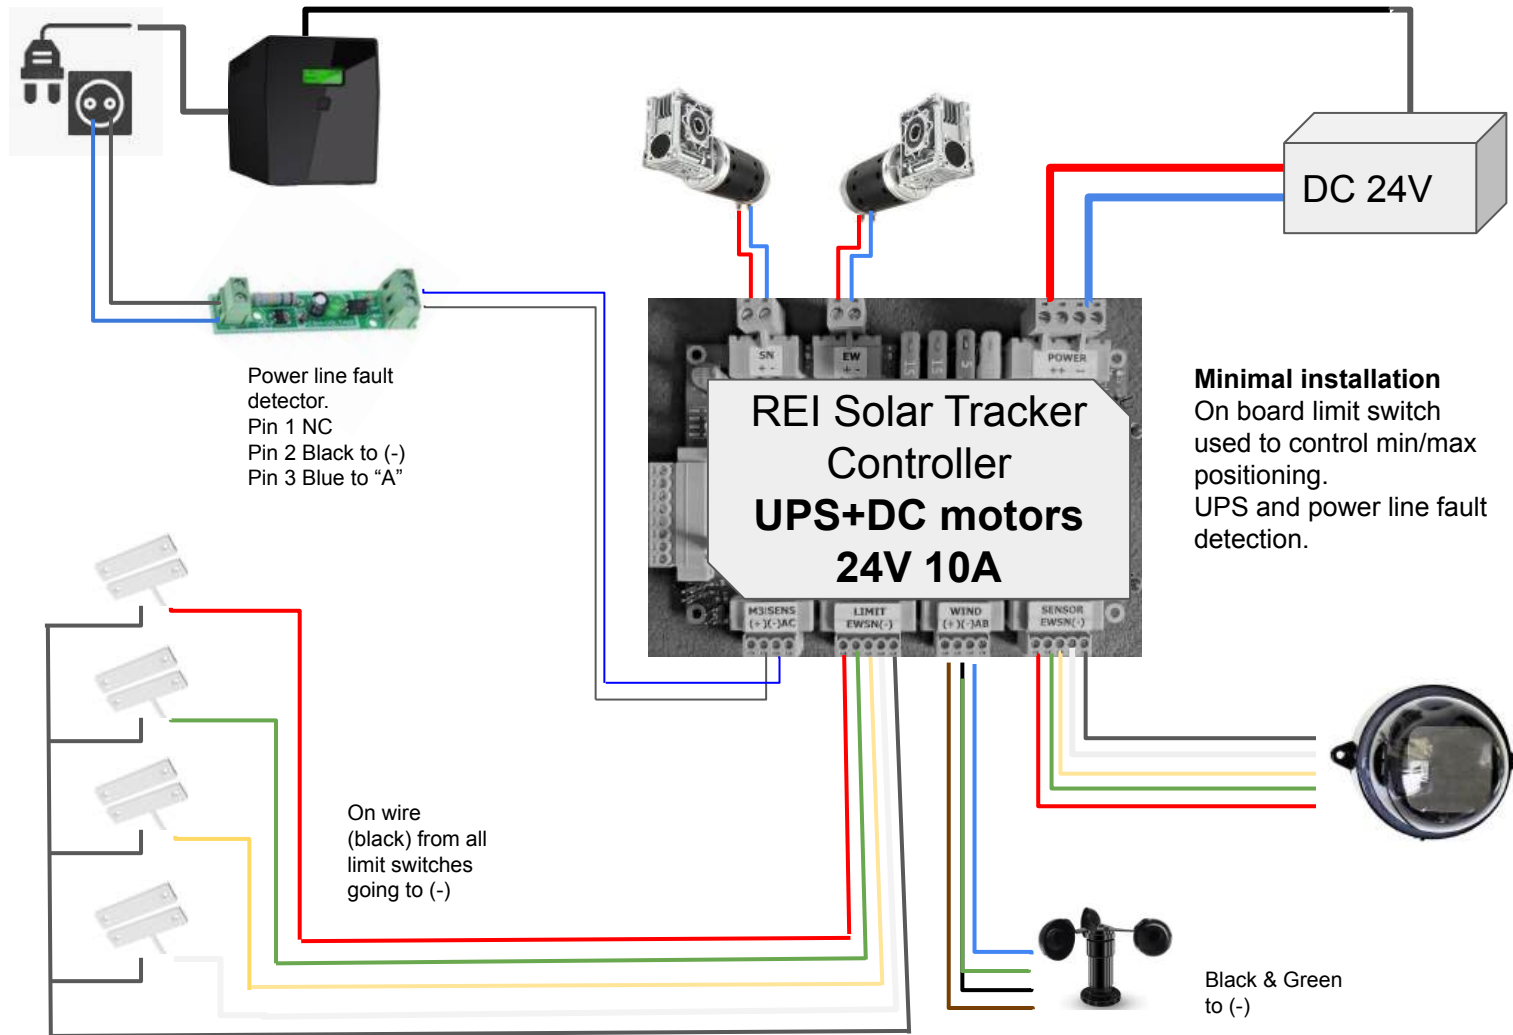 DC 24V
SN
+ -
EW
+ -
15
15
5
POWER
++ --
Power line fault
detector.
Pin 1 NC
Pin 2 Black to (-)
Pin 3 Blue to “A”
REI Solar Tracker
Controller
UPS+DC motors
24V 10A
Minimal installation
On board limit switch
used to control min/max
positioning.
UPS and power line fault
detection.
M3ISENS
(+)(-)AC
LIMIT
EWSN(-)
WIND
(+)(-)AB
SENSOR
EWSN(-)
On wire
(black) from all
limit switches
going to (-)
Black & Green
to (-)